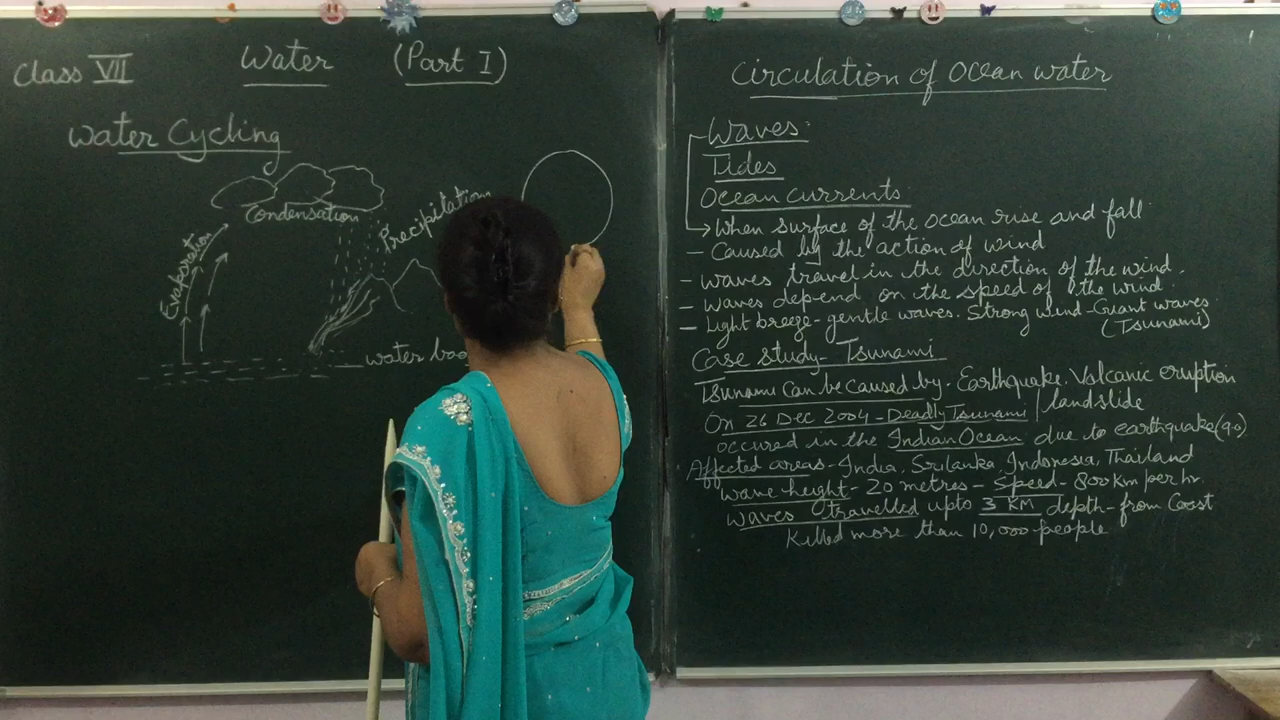 Class VII
Water (Part I)
Water Cycling
Condensation
Precipitation
Evaporation
water
Circulation of Ocean water
Waves:
Tides
Ocean Currents
When surface of the ocean rise and fall
- Caused by the action of wind
- waves travel in the direction of the wind.
- waves depend on the speed of the wind.
- Light breeze - gentle waves. Strong wind - Giant waves.
(Tsunami)
Case study - Tsunami
Tsunami Can be caused by - Earthquake, Volcanic eruption
landslide
On 26 Dec 2004 - Deadly Tsunami
occured in the Indian Ocean due to earthquake (9.0)
Affected areas - India, Srilanka, Indonesia, Thailand
wave height - 20 metres - Speed - 800 Km per hr.
waves travelled upto 3 KM depth - from Coast
Killed more than 10,000 people